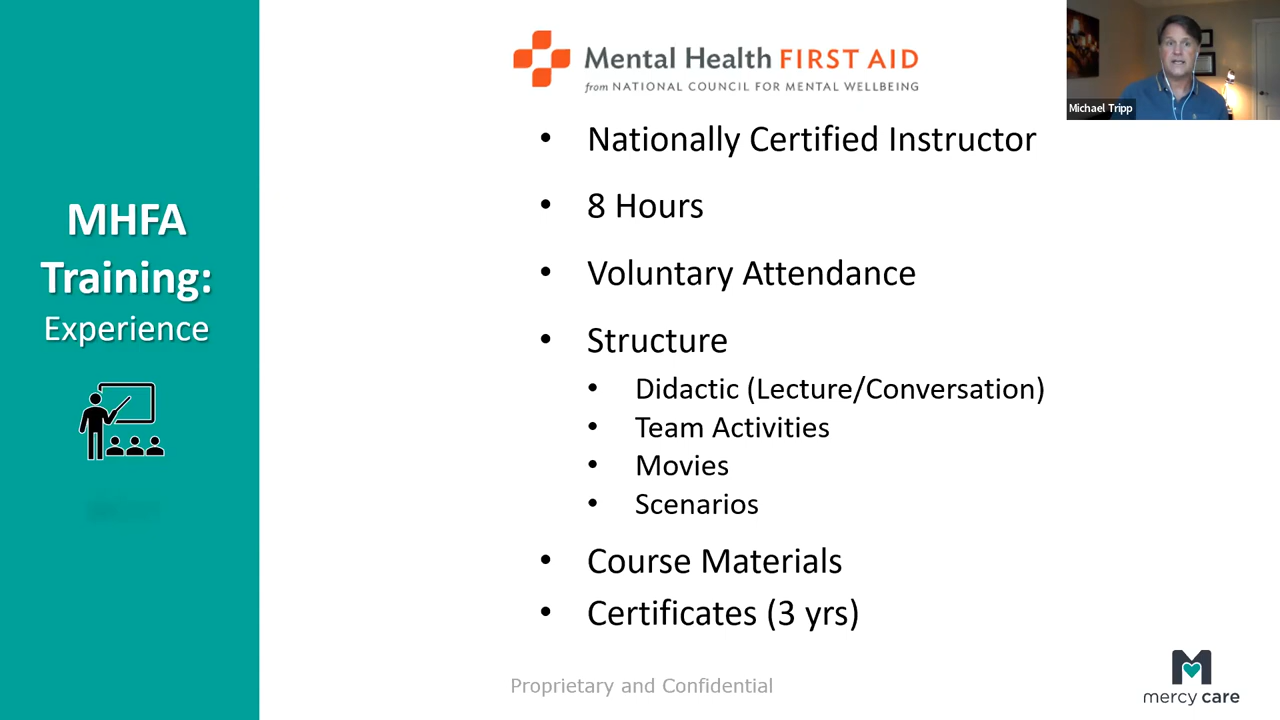 MHFA
Training:
Experience
Mental Health FIRST AID
from NATIONAL COUNCIL FOR MENTAL WELLBEING
• Nationally Certified Instructor
• 8 Hours
• Voluntary Attendance
• Structure
• Didactic (Lecture/Conversation)
• Team Activities
• Movies
• Scenarios
• Course Materials
• Certificates (3 yrs)
Proprietary and Confidential
Michael Tripp
mercy care